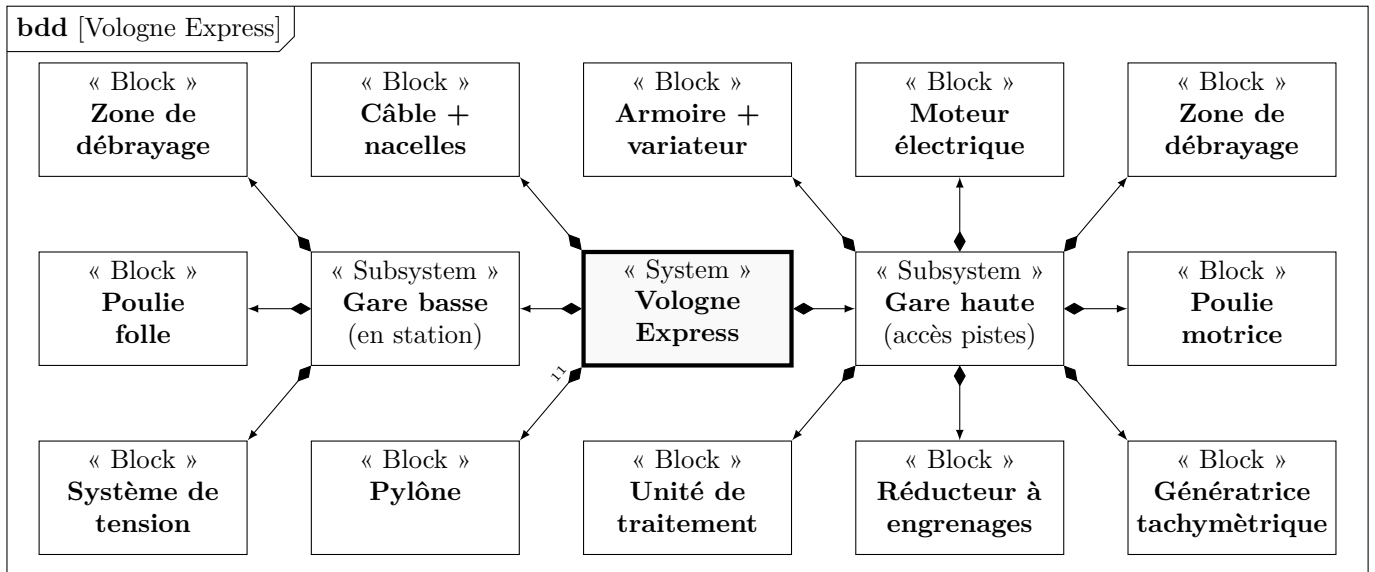 bdd [Vologne Express]
« Block »
Zone de
débrayage
« Block »
Câble +
nacelles
« Block »
Armoire +
variateur
« Block »
Moteur
électrique
« Block »
Zone de
débrayage
« Block »
Poulie
folle
« Subsystem »
Gare basse
(en station)
« System »
Vologne
Express
« Subsystem »
Gare haute
(accès pistes)
« Block »
Poulie
motrice
11
« Block »
Système de
tension
« Block »
Pylône
« Block »
Unité de
traitement
« Block »
Réducteur à
engrenages
« Block »
Génératrice
tachymètrique